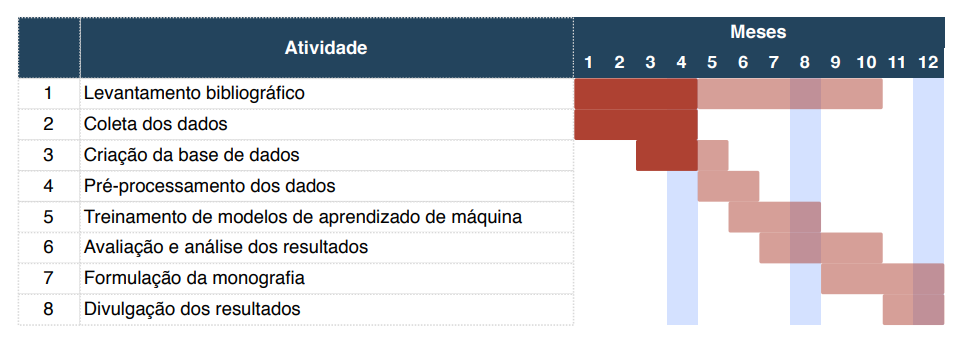 Atividade
Meses
1 2 3 4 5 6 7 8 9 10 11 12
1 Levantamento bibliográfico
2 Coleta dos dados
3 Criação da base de dados
4 Pré-processamento dos dados
5 Treinamento de modelos de aprendizado de máquina
6 Avaliação e análise dos resultados
7 Formulação da monografia
8 Divulgação dos resultados